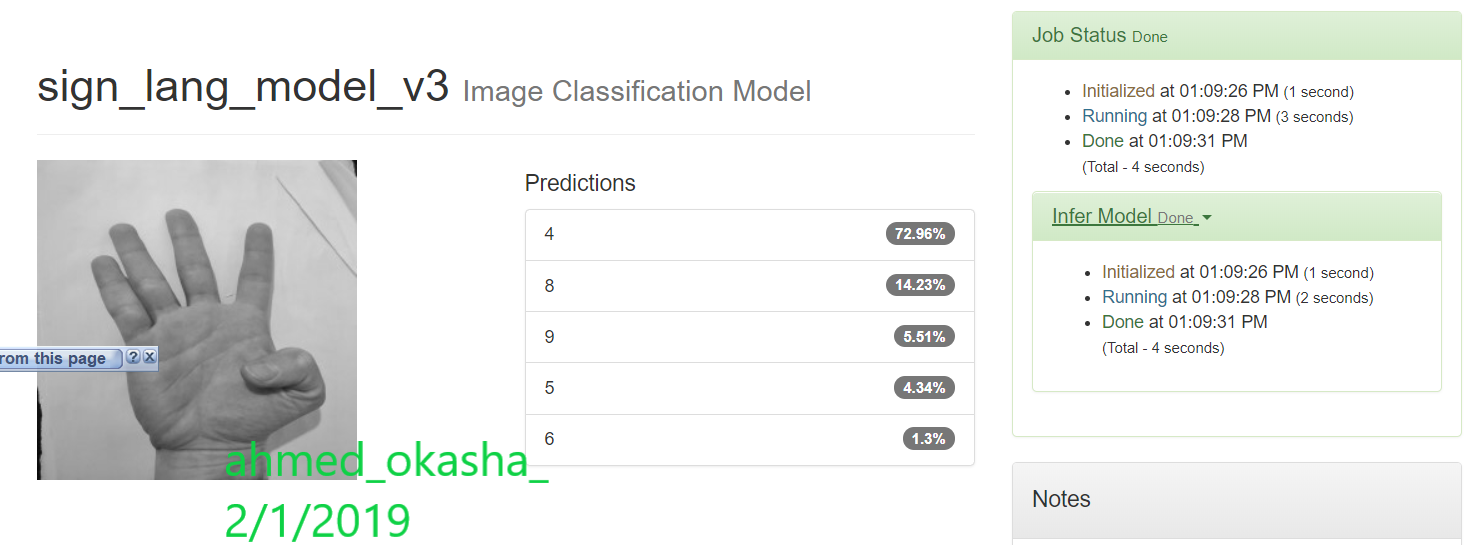 sign_lang_model_v3 Image Classification Model
rom this page ? x
ahmed_okasha_
2/1/2019
Predictions
4 72.96%
8 14.23%
9 5.51%
5 4.34%
6 1.3%
Job Status Done
Initialized at 01:09:26 PM (1 second)
Running at 01:09:28 PM (3 seconds)
Done at 01:09:31 PM
(Total - 4 seconds)
Infer Model Done
Initialized at 01:09:26 PM (1 second)
Running at 01:09:28 PM (2 seconds)
Done at 01:09:31 PM
(Total - 4 seconds)
Notes